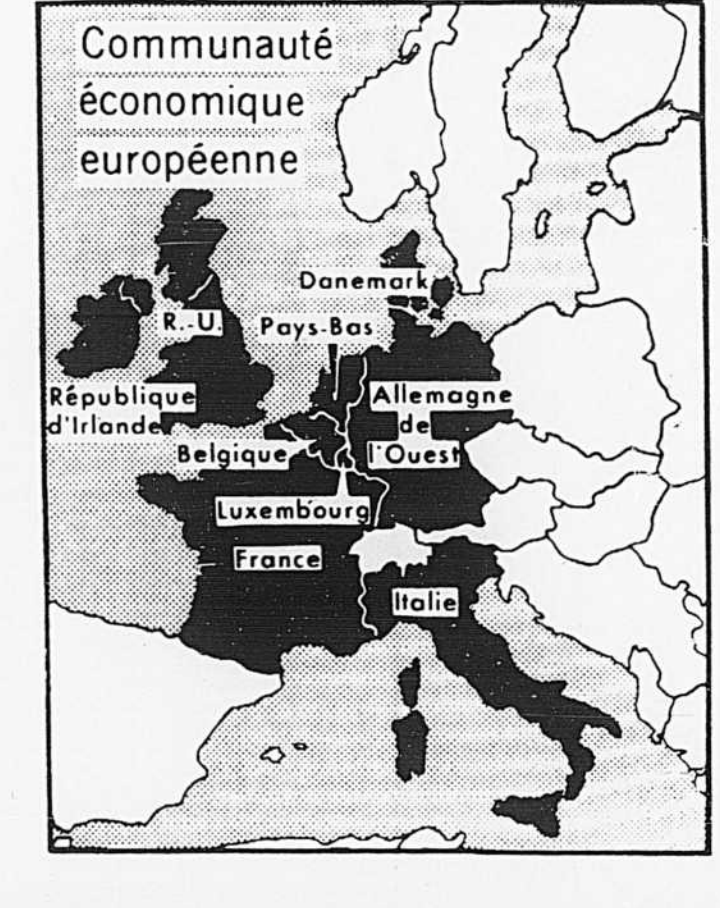 Communauté
économique
européenne
Danemark
R.-U.
Pays-Bas
République
d'Irlande
Allemagne
de
l'Ouest
Belgique
Luxembourg
France
Italie